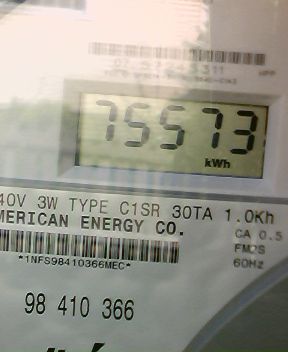 75573
kWh
40V 3W TYPE C1SR 30TA 1.0Kh
MERICAN ENERGY CO.
CA 0.5
FM2S
*1NFS98410366MEC*
60Hz
98 410 366